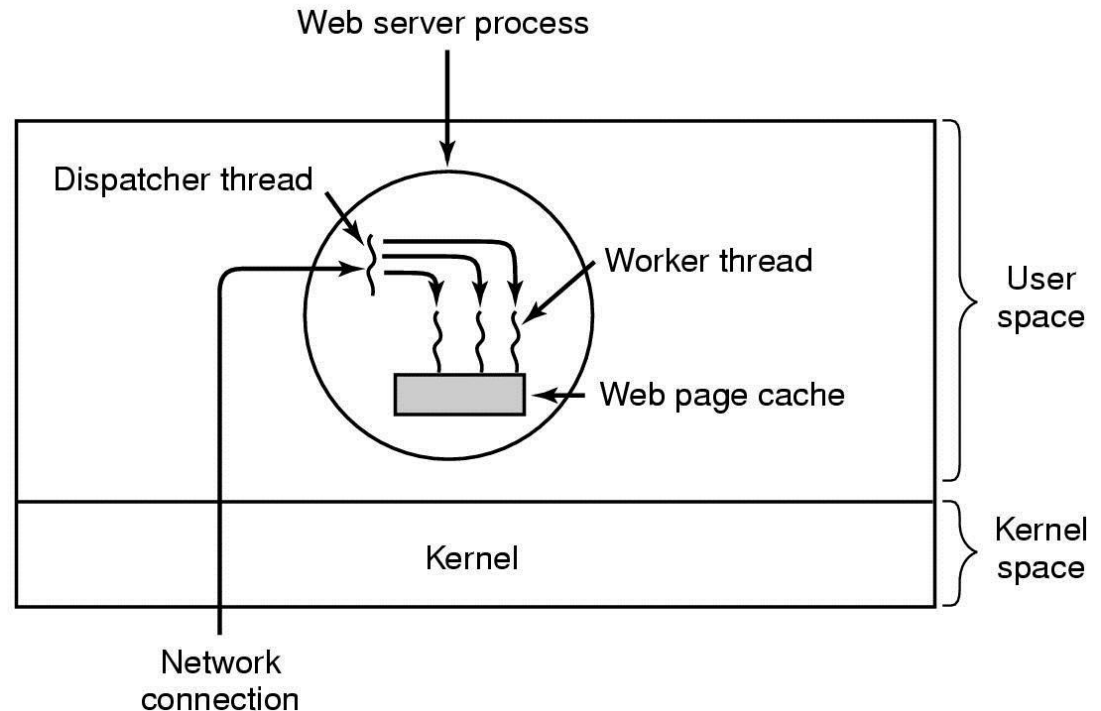 Web server process
Dispatcher thread
Worker thread
User
space
Web page cache
Kernel
Kernel
space
Network
connection